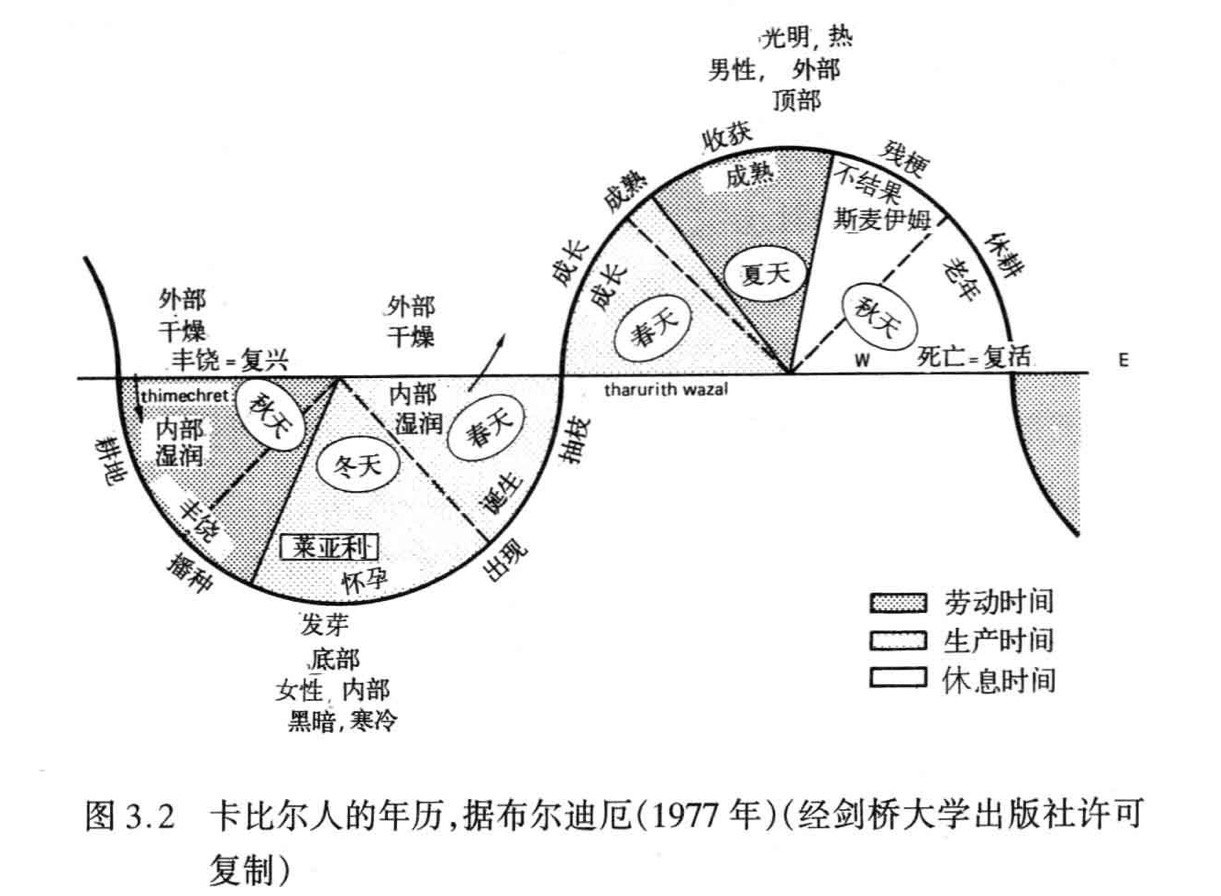 光明, 热
男性, 外部
顶部
收获
残梗
成熟
成熟
不结果
斯麦伊姆
休耕
成长
成长
老年
夏天
春天
秋天
外部
干燥
外部
干燥
丰饶 = 复兴
W
死亡 = 复活
E
thimechret
内部
湿润
tharurith wazal
秋天
内部
湿润
春天
抽枝
耕地
冬天
诞生
丰饶
莱亚利
播种
怀孕
出现
发芽
底部
女性, 内部
黑暗, 寒冷
劳动时间
生产时间
休息时间
图 3.2 卡比尔人的年历,据布尔迪厄(1977 年)(经剑桥大学出版社许可
复制)